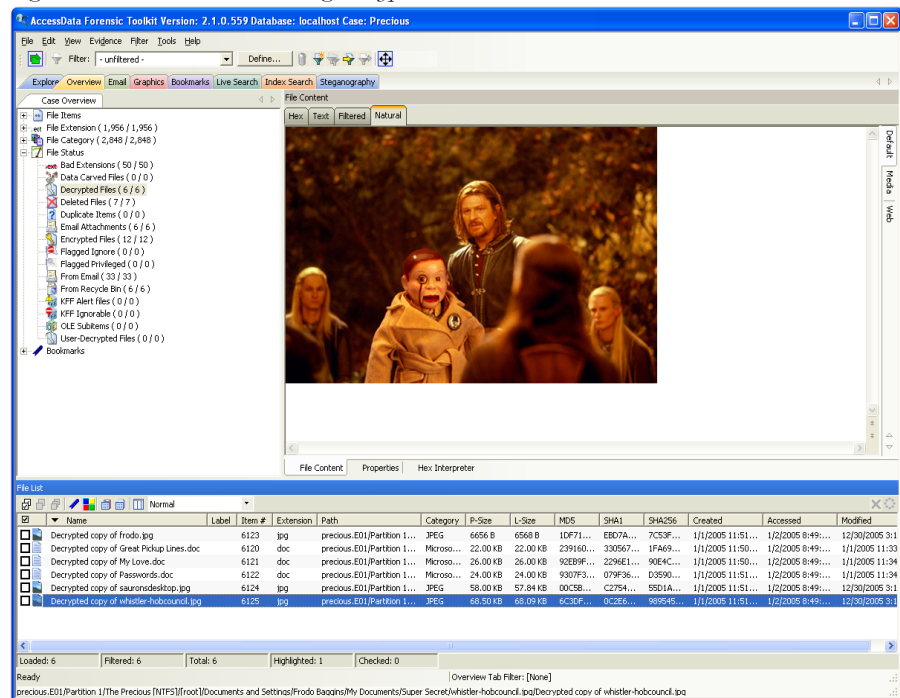 AccessData Forensic Toolkit Version: 2.1.0.559 Database: localhost Case: Precious
File Edit View Evidence Filter Tools Help
Filter: - unfiltered - Define...
Explore Overview Email Graphics Bookmarks Live Search Index Search Steganography
Case Overview
File Content
Hex Text Filtered Natural
File Items
File Extension ( 1,956 / 1,956 )
File Category ( 2,848 / 2,848 )
File Status
Bad Extensions ( 50 / 50 )
Data Carved Files ( 0 / 0 )
Decrypted Files ( 6 / 6 )
Deleted Files ( 7 / 7 )
Duplicate Items ( 0 / 0 )
Email Attachments ( 6 / 6 )
Encrypted Files ( 12 / 12 )
Flagged Ignore ( 0 / 0 )
Flagged Privileged ( 0 / 0 )
From Email ( 33 / 33 )
From Recycle Bin ( 6 / 6 )
KFF Alert files ( 0 / 0 )
KFF Ignorable ( 0 / 0 )
OLE Subitems ( 0 / 0 )
User-Decrypted Files ( 0 / 0 )
Bookmarks
Default
Media
Web
File Content Properties Hex Interpreter
File List
Normal
Name Label Item # Extension Path Category P-Size L-Size MD5 SHA1 SHA256 Created Accessed Modified
Decrypted copy of frodo.jpg 6123 jpg precious.E01/Partition 1... JPEG 6656 B 6568 B 1DF71... EBD7A... 7C53F... 1/1/2005 11:51... 1/2/2005 8:49:... 12/30/2005 3:1
Decrypted copy of Great Pickup Lines.doc 6120 doc precious.E01/Partition 1... Microso... 22.00 KB 22.00 KB 239160... 330567... 1FA69... 1/1/2005 11:50... 1/2/2005 8:49:... 1/1/2005 11:33
Decrypted copy of My Love.doc 6121 doc precious.E01/Partition 1... Microso... 26.00 KB 26.00 KB 92EB9F... 2296E1... 90E4C... 1/1/2005 11:50... 1/2/2005 8:49:... 1/1/2005 11:34
Decrypted copy of Passwords.doc 6122 doc precious.E01/Partition 1... Microso... 24.00 KB 24.00 KB 9307F3... 079F36... D3590... 1/1/2005 11:51... 1/2/2005 8:49:... 1/1/2005 11:34
Decrypted copy of sauronsdesktop.jpg 6124 jpg precious.E01/Partition 1... JPEG 58.00 KB 57.84 KB 00C5B... C2754... 55D1A... 1/1/2005 11:51... 1/2/2005 8:49:... 12/30/2005 3:1
Decrypted copy of whistler-hobcouncil.jpg 6125 jpg precious.E01/Partition 1... JPEG 68.50 KB 68.09 KB 6C3DF... 0C2E6... 989545... 1/1/2005 11:51... 1/2/2005 8:49:... 12/30/2005 3:1
Loaded: 6 Filtered: 6 Total: 6 Highlighted: 1 Checked: 0
Ready Overview Tab Filter: [None]
precious.E01/Partition 1/The Precious [NTFS]/[root]/Documents and Settings/Frodo Baggins/My Documents/Super Secret/whistler-hobcouncil.jpg/Decrypted copy of whistler-hobcouncil.jpg